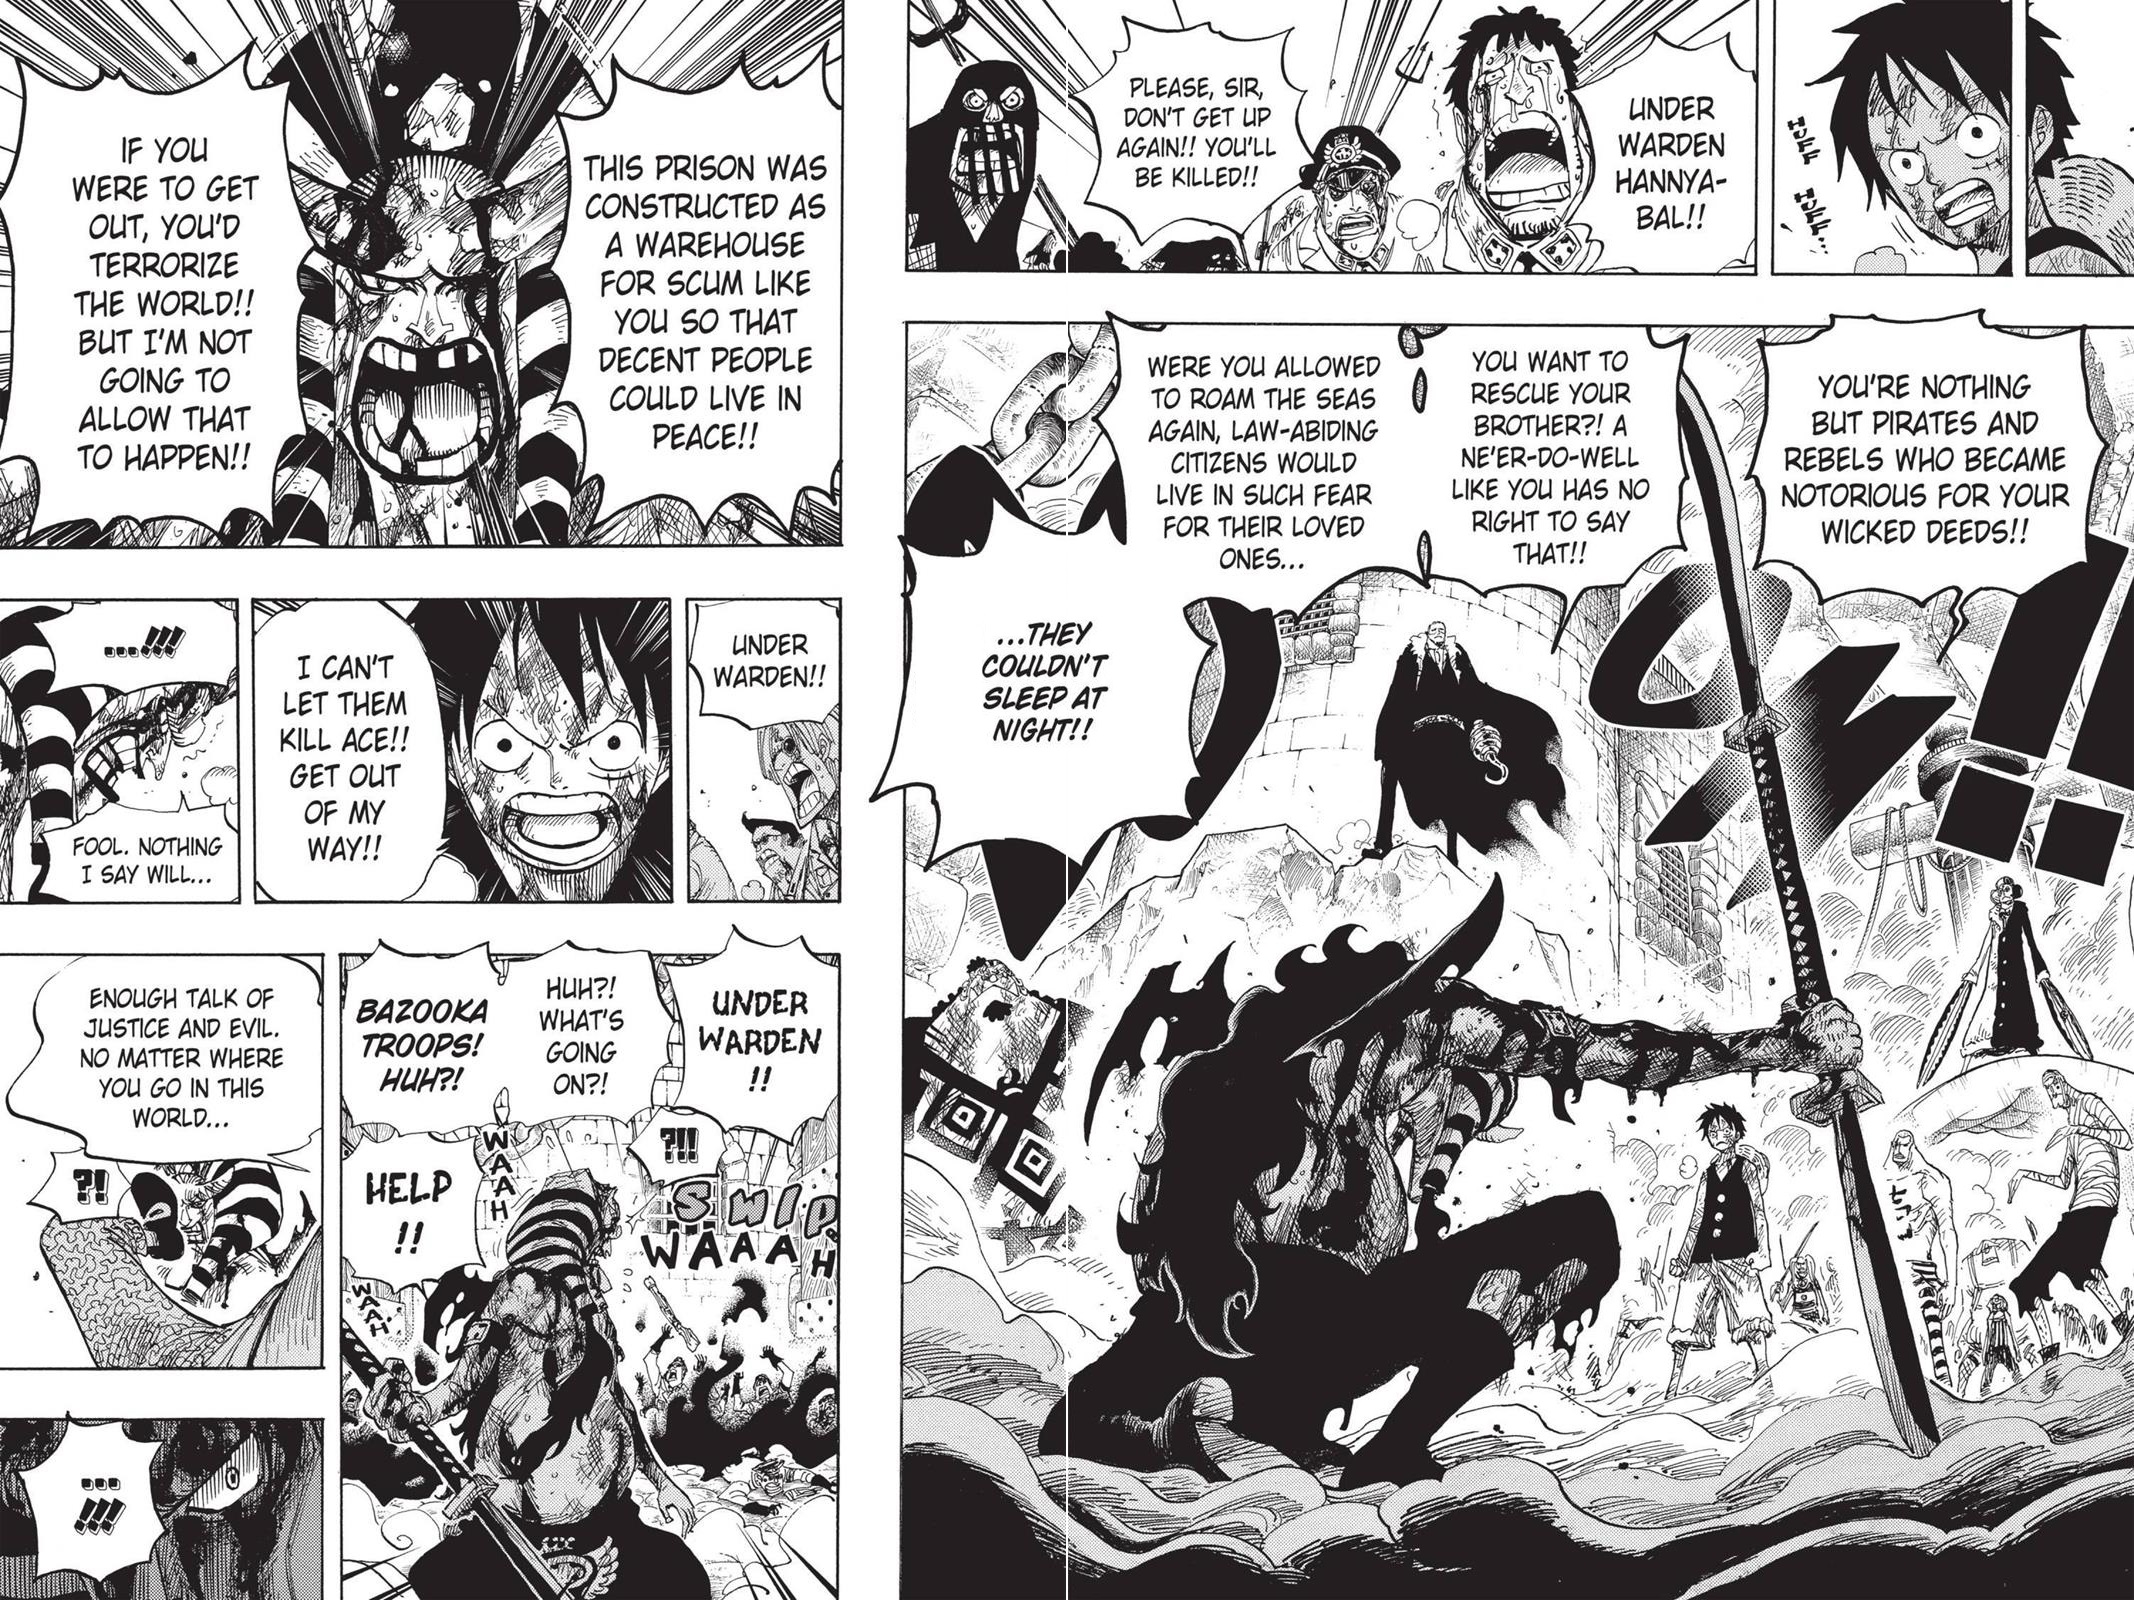 HUFF
HUFF...
UNDER
WARDEN
HANNYA-
BAL!!
PLEASE, SIR,
DON'T GET UP
AGAIN!! YOU'LL
BE KILLED!!
YOU'RE NOTHING
BUT PIRATES AND
REBELS WHO BECAME
NOTORIOUS FOR YOUR
WICKED DEEDS!!
YOU WANT TO
RESCUE YOUR
BROTHER?! A
NE'ER-DO-WELL
LIKE YOU HAS NO
RIGHT TO SAY
THAT!!
WERE YOU ALLOWED
TO ROAM THE SEAS
AGAIN, LAW-ABIDING
CITIZENS WOULD
LIVE IN SUCH FEAR
FOR THEIR LOVED
ONES...
...THEY
COULDN'T
SLEEP AT
NIGHT!!
THIS PRISON WAS
CONSTRUCTED AS
A WAREHOUSE
FOR SCUM LIKE
YOU SO THAT
DECENT PEOPLE
COULD LIVE IN
PEACE!!
IF YOU
WERE TO GET
OUT, YOU'D
TERRORIZE
THE WORLD!!
BUT I'M NOT
GOING TO
ALLOW THAT
TO HAPPEN!!
UNDER
WARDEN!!
I CAN'T
LET THEM
KILL ACE!!
GET OUT
OF MY
WAY!!
...!!!
FOOL. NOTHING
I SAY WILL...
UNDER
WARDEN
!!
HUH?!
WHAT'S
GOING
ON?!
BAZOOKA
TROOPS!
HUH?!
?!!
HELP
!!
WAAH
SWIP
WAAAH
WAAH
ENOUGH TALK OF
JUSTICE AND EVIL.
NO MATTER WHERE
YOU GO IN THIS
WORLD...
?!
...
!!!